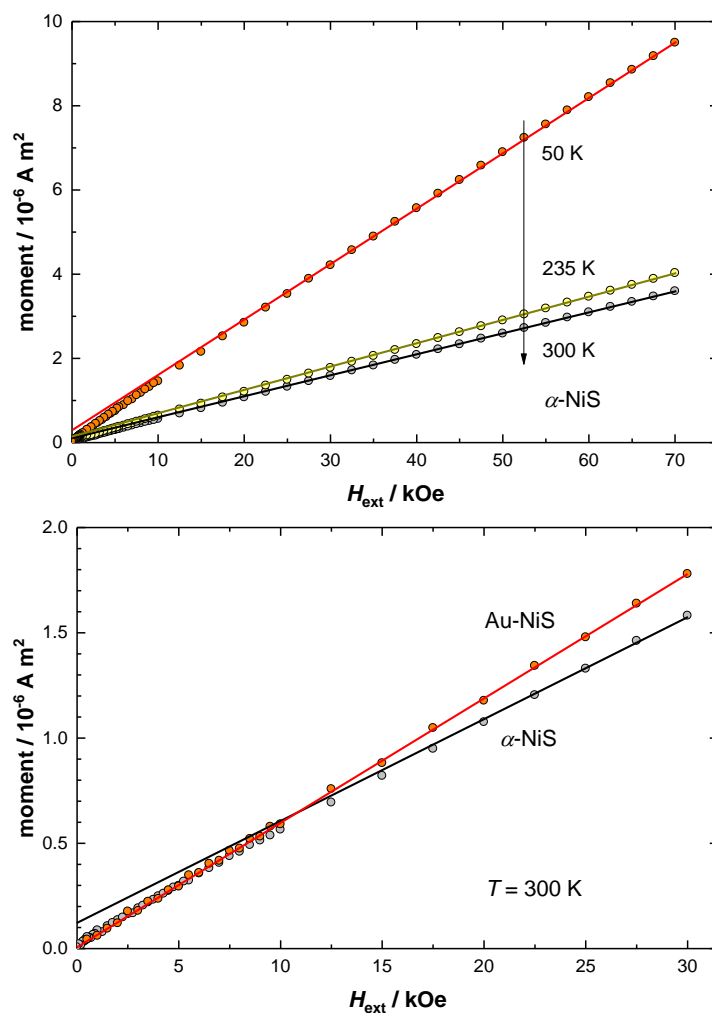 10
8
6
4
2
0
moment / 10⁻⁶ A m²
50 K
235 K
300 K
α-NiS
0 10 20 30 40 50 60 70
H_ext / kOe
2.0
1.5
1.0
0.5
0.0
moment / 10⁻⁶ A m²
Au-NiS
α-NiS
T = 300 K
0 5 10 15 20 25 30
H_ext / kOe